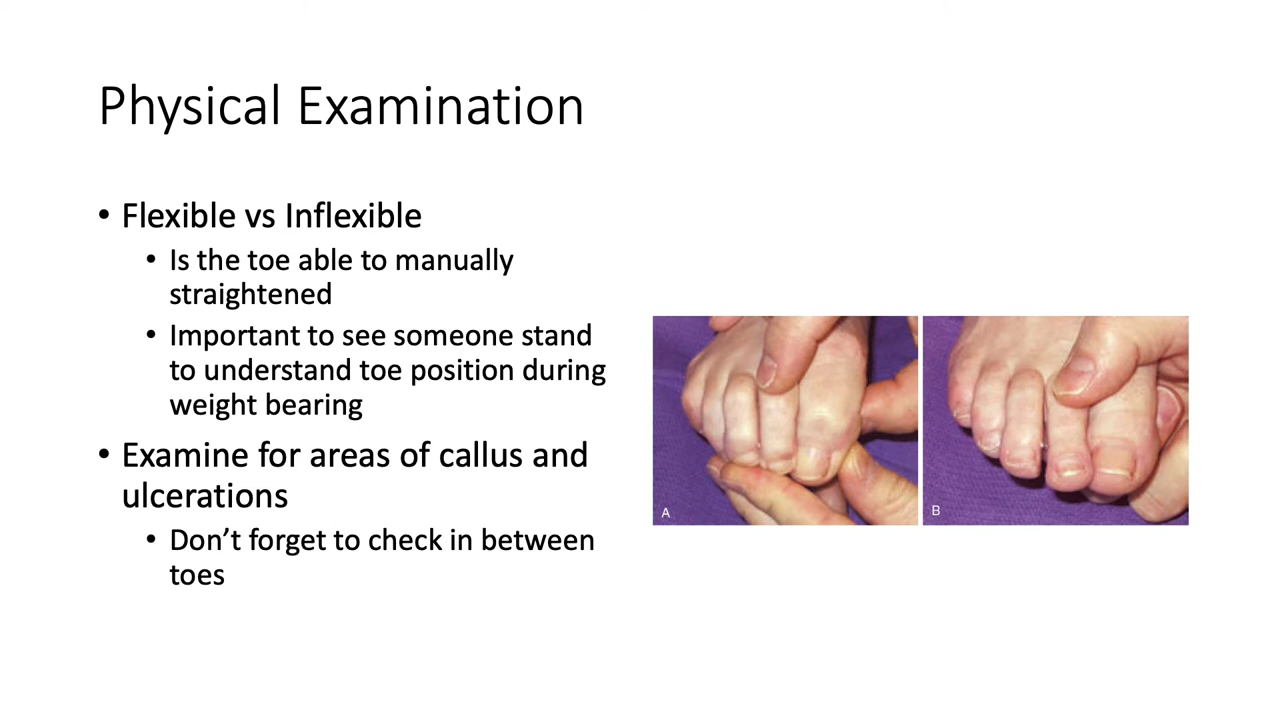 Physical Examination
• Flexible vs Inflexible
• Is the toe able to manually
straightened
• Important to see someone stand
to understand toe position during
weight bearing
• Examine for areas of callus and
ulcerations
• Don’t forget to check in between
toes
A
B